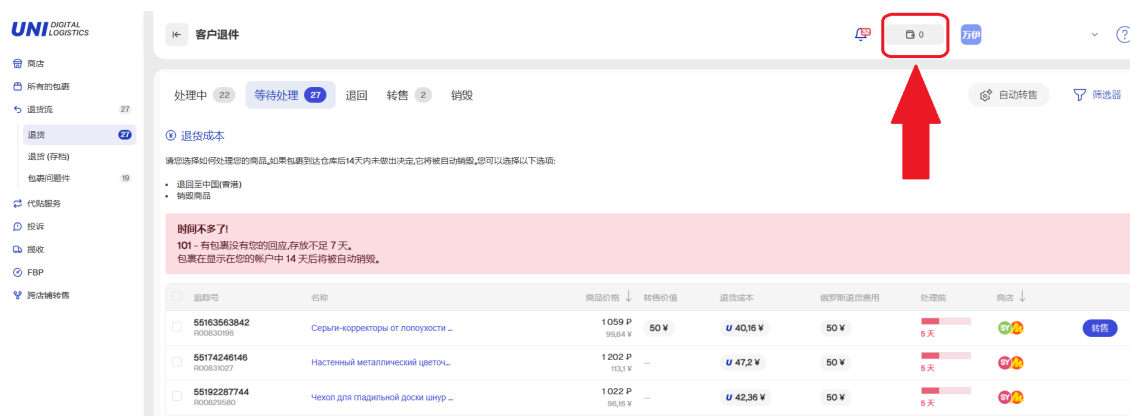 UNI DIGITAL LOGISTICS
客户退件
0
万伊
商店
所有的包裹
退货流 27
退货 27
退货 (存档)
包裹问题件 19
代贴服务
投诉
揽收
FBP
跨店铺转售
处理中 22 等待处理 27 退回 转售 2 销毁
自动转售 筛选器
退货成本
请您选择如何处理您的商品。如果包裹到达仓库后14天内未做出决定,它将被自动销毁。您可以选择以下选项:
• 退回至中国(香港)
• 销毁商品
时间不多了!
101 - 有包裹没有您的回应,存放不足 7 天。
包裹在显示在您的帐户中 14 天后将被自动销毁。
追踪号 名称 商品价格 ↓ 转售价值 退货成本 俄罗斯退货费用 处理前 商店 ↓
55163563842 Серьги-корректоры от лопоухости ... 1 059 ₽ 50 ¥ U 40,16 ¥ 50 ¥ 5 天 SY 转售
R00830196 99,64 ¥
55174246146 Настенный металлический цветоч... 1 202 ₽ — U 47,2 ¥ 50 ¥ 5 天 SY
R00831027 113,1 ¥
55192287744 Чехол для гладильной доски шнур ... 1 022 ₽ — U 42,36 ¥ 50 ¥ 5 天 SY
R00829580 96,16 ¥